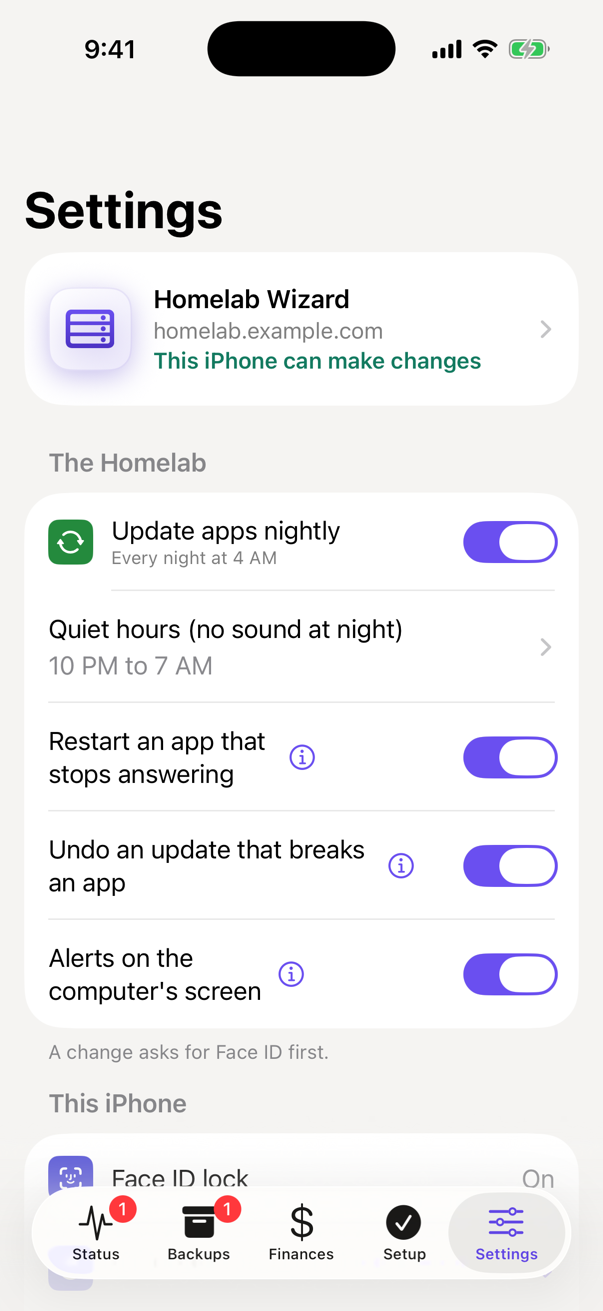 9:41
Settings
Homelab Wizard
homelab.example.com
This iPhone can make changes
The Homelab
Update apps nightly
Every night at 4 AM
Quiet hours (no sound at night)
10 PM to 7 AM
Restart an app that
stops answering
Undo an update that breaks
an app
Alerts on the
computer's screen
A change asks for Face ID first.
This iPhone
Face ID lock On
1 1
Status Backups Finances Setup Settings